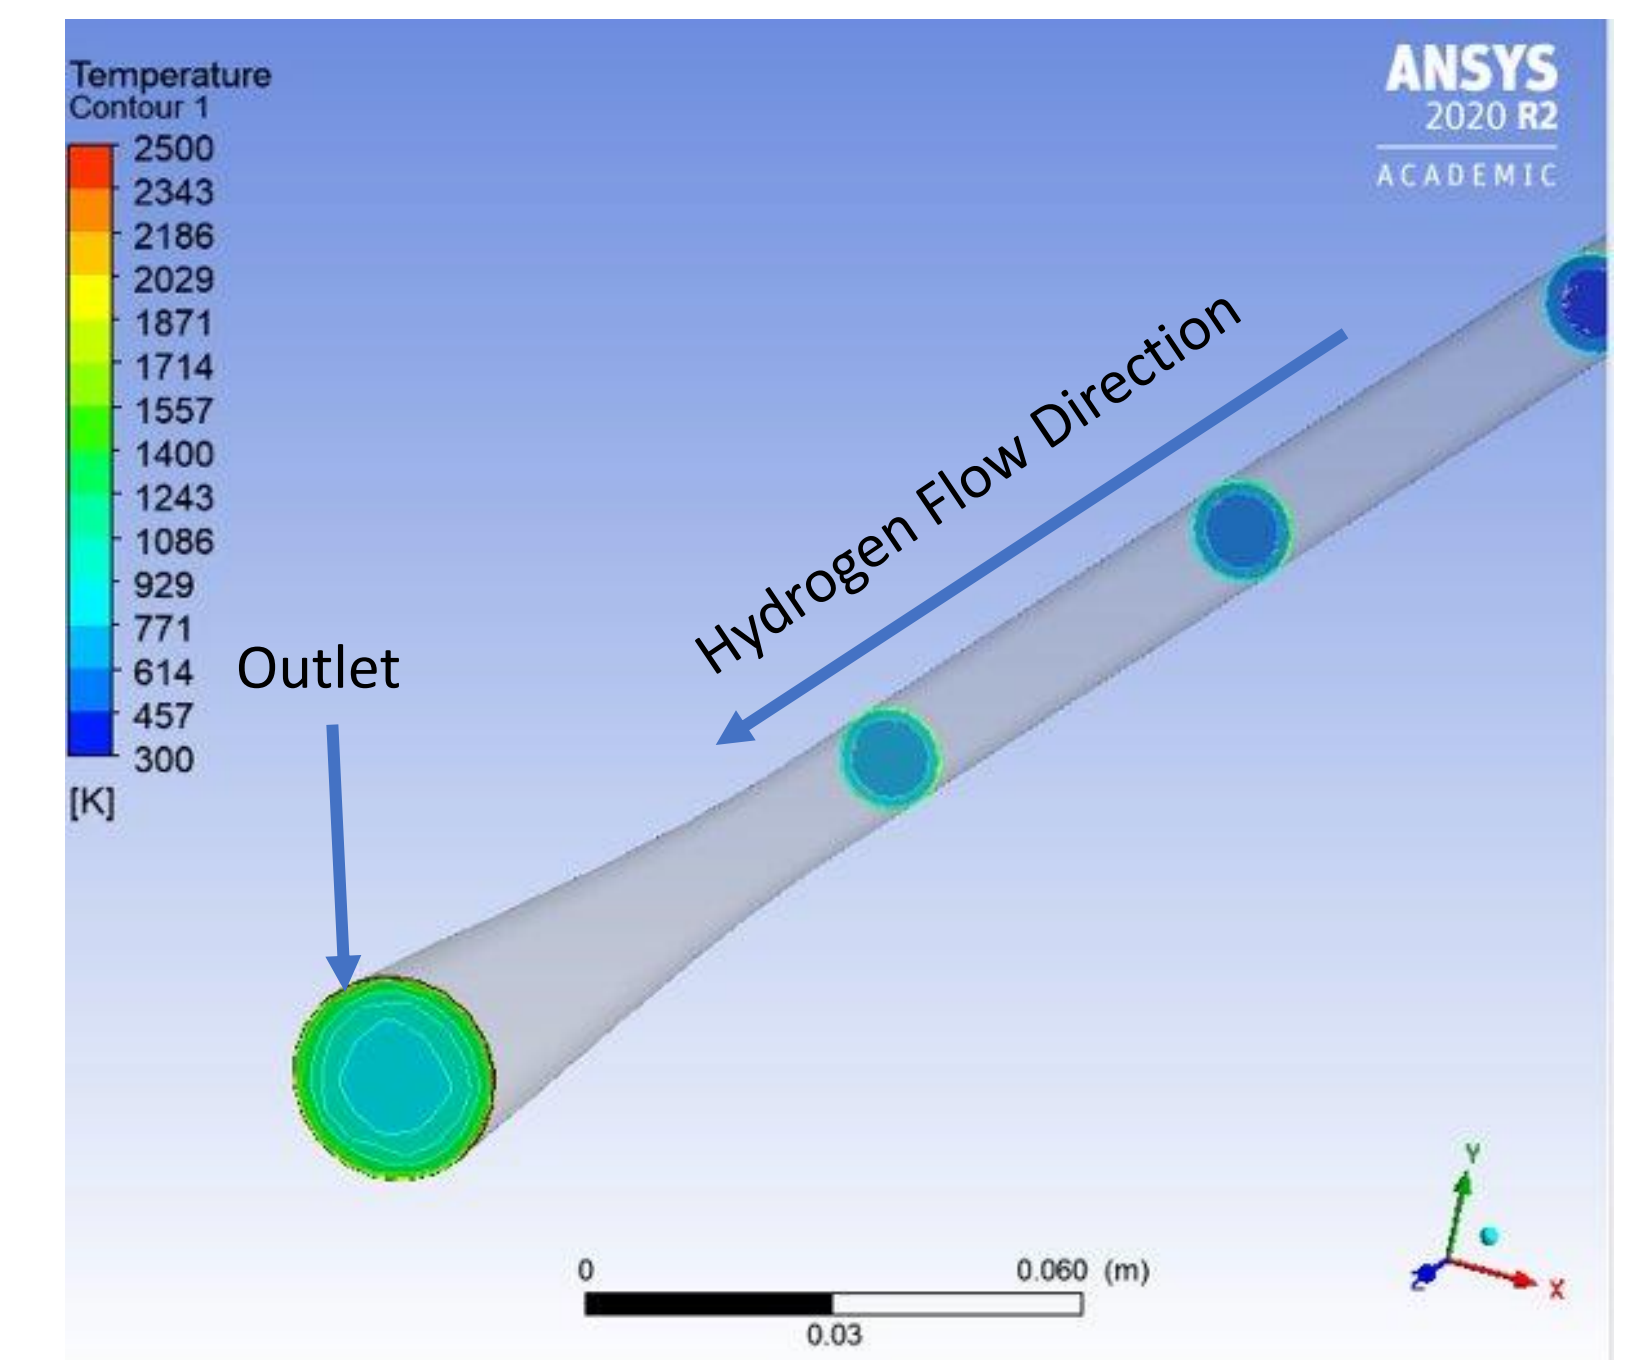 Temperature
Contour 1
2500
2343
2186
2029
1871
1714
1557
1400
1243
1086
929
771
614
457
300
[K]
ANSYS
2020 R2
ACADEMIC
Hydrogen Flow Direction
Outlet
0
0.060 (m)
0.03
Y
Z
X